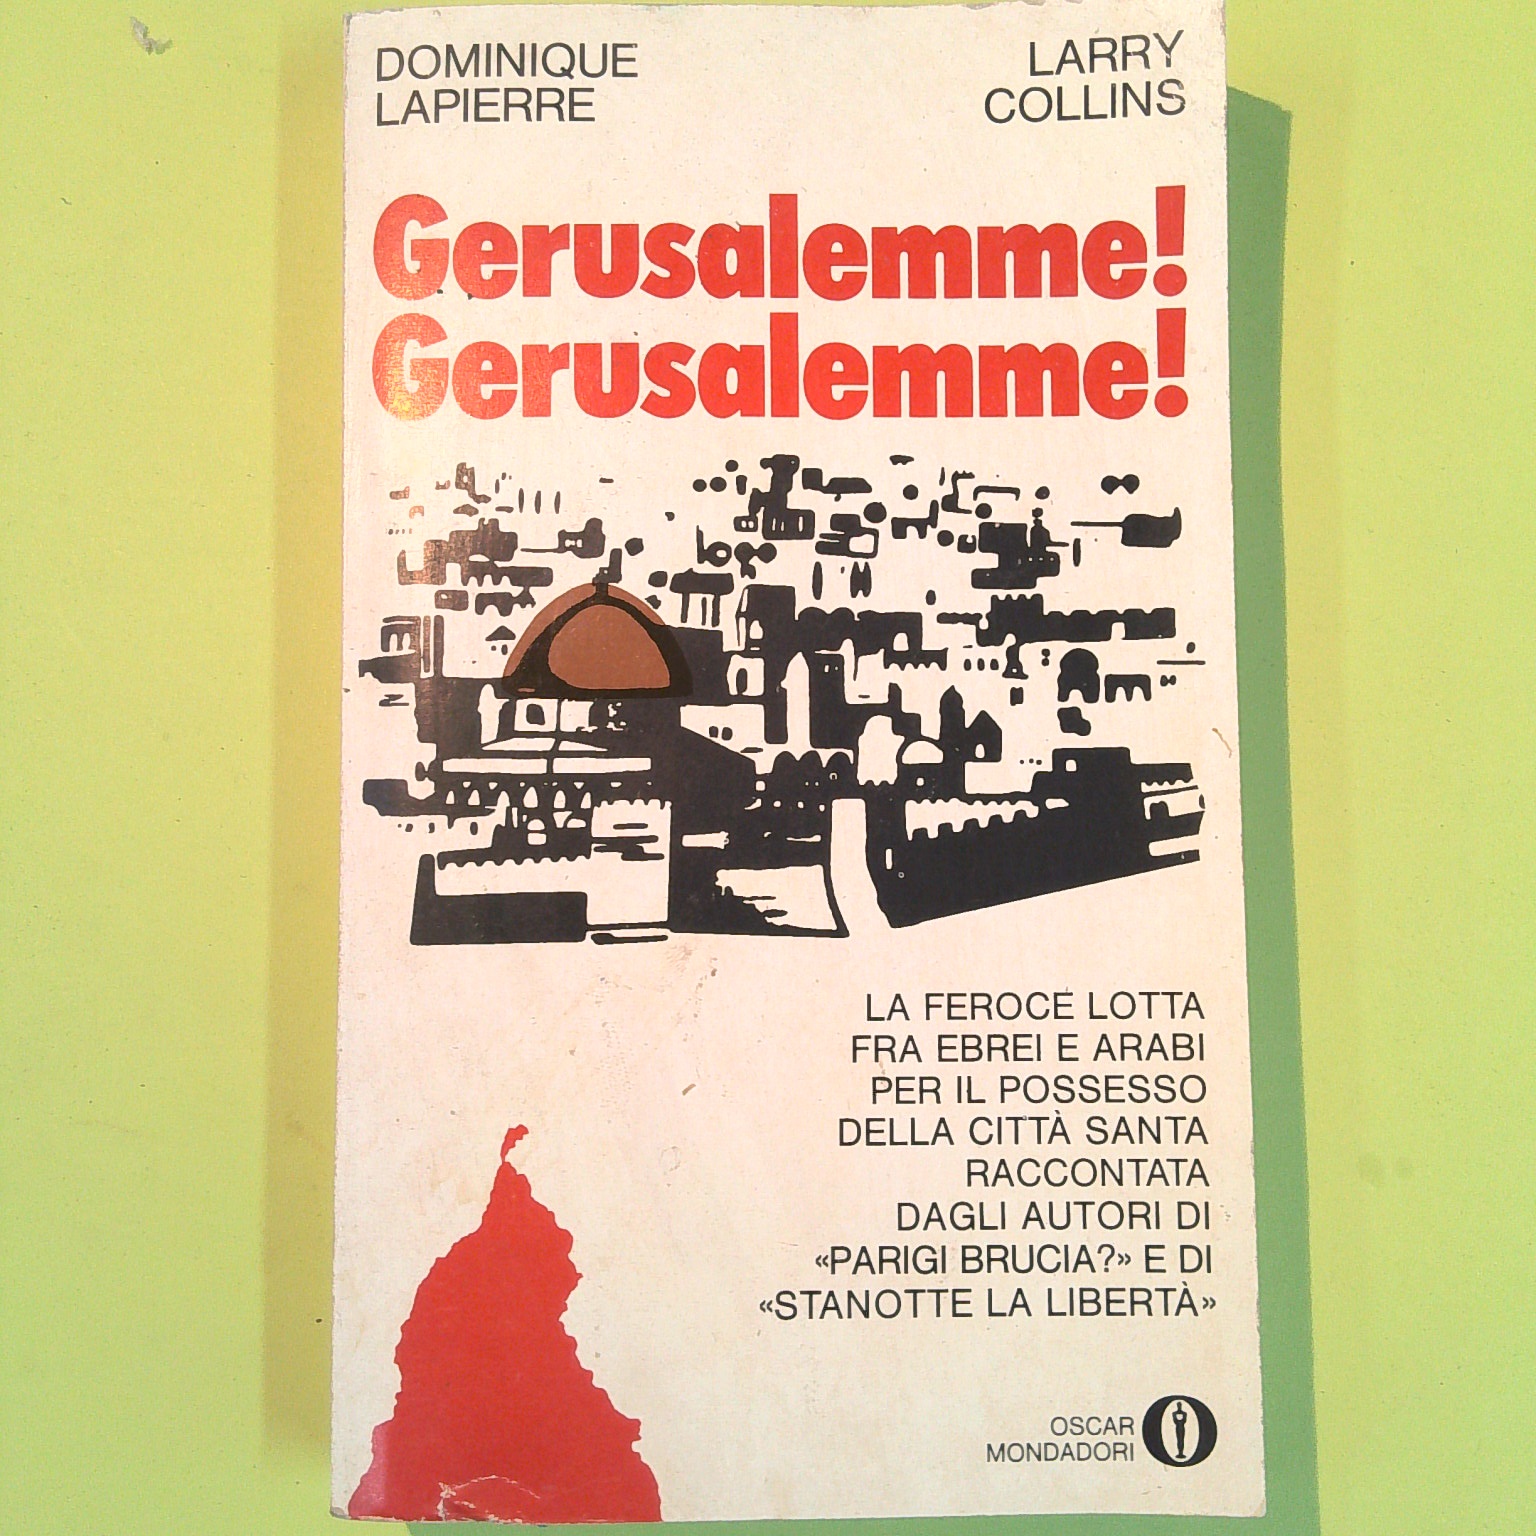 DOMINIQUE
LAPIERRE
LARRY
COLLINS
Gerusalemme!
Gerusalemme!
LA FEROCE LOTTA
FRA EBREI E ARABI
PER IL POSSESSO
DELLA CITTÀ SANTA
RACCONTATA
DAGLI AUTORI DI
«PARIGI BRUCIA?» E DI
«STANOTTE LA LIBERTÀ»
OSCAR
MONDADORI